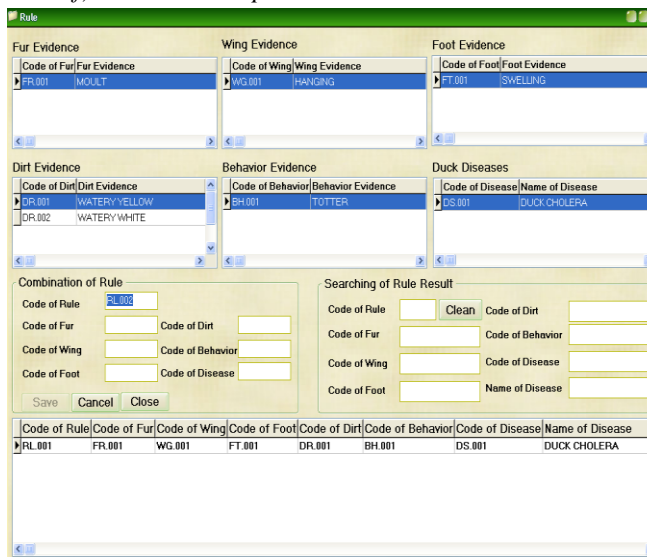 Rule
Fur Evidence Wing Evidence Foot Evidence
Code of Fur Fur Evidence Code of Wing Wing Evidence Code of Foot Foot Evidence
FR.001 MOULT WG.001 HANGING FT.001 SWELLING
Dirt Evidence Behavior Evidence Duck Diseases
Code of Dirt Dirt Evidence Code of Behavior Behavior Evidence Code of Disease Name of Disease
DR.001 WATERY YELLOW BH.001 TOTTER DS.001 DUCK CHOLERA
DR.002 WATERY WHITE
Combination of Rule Searching of Rule Result
Code of Rule RL.002 Code of Rule Clean Code of Dirt
Code of Fur Code of Dirt Code of Fur Code of Behavior
Code of Wing Code of Behavior Code of Wing Code of Disease
Code of Foot Code of Disease Code of Foot Name of Disease
Save Cancel Close
Code of Rule Code of Fur Code of Wing Code of Foot Code of Dirt Code of Behavior Code of Disease Name of Disease
RL.001 FR.001 WG.001 FT.001 DR.001 BH.001 DS.001 DUCK CHOLERA